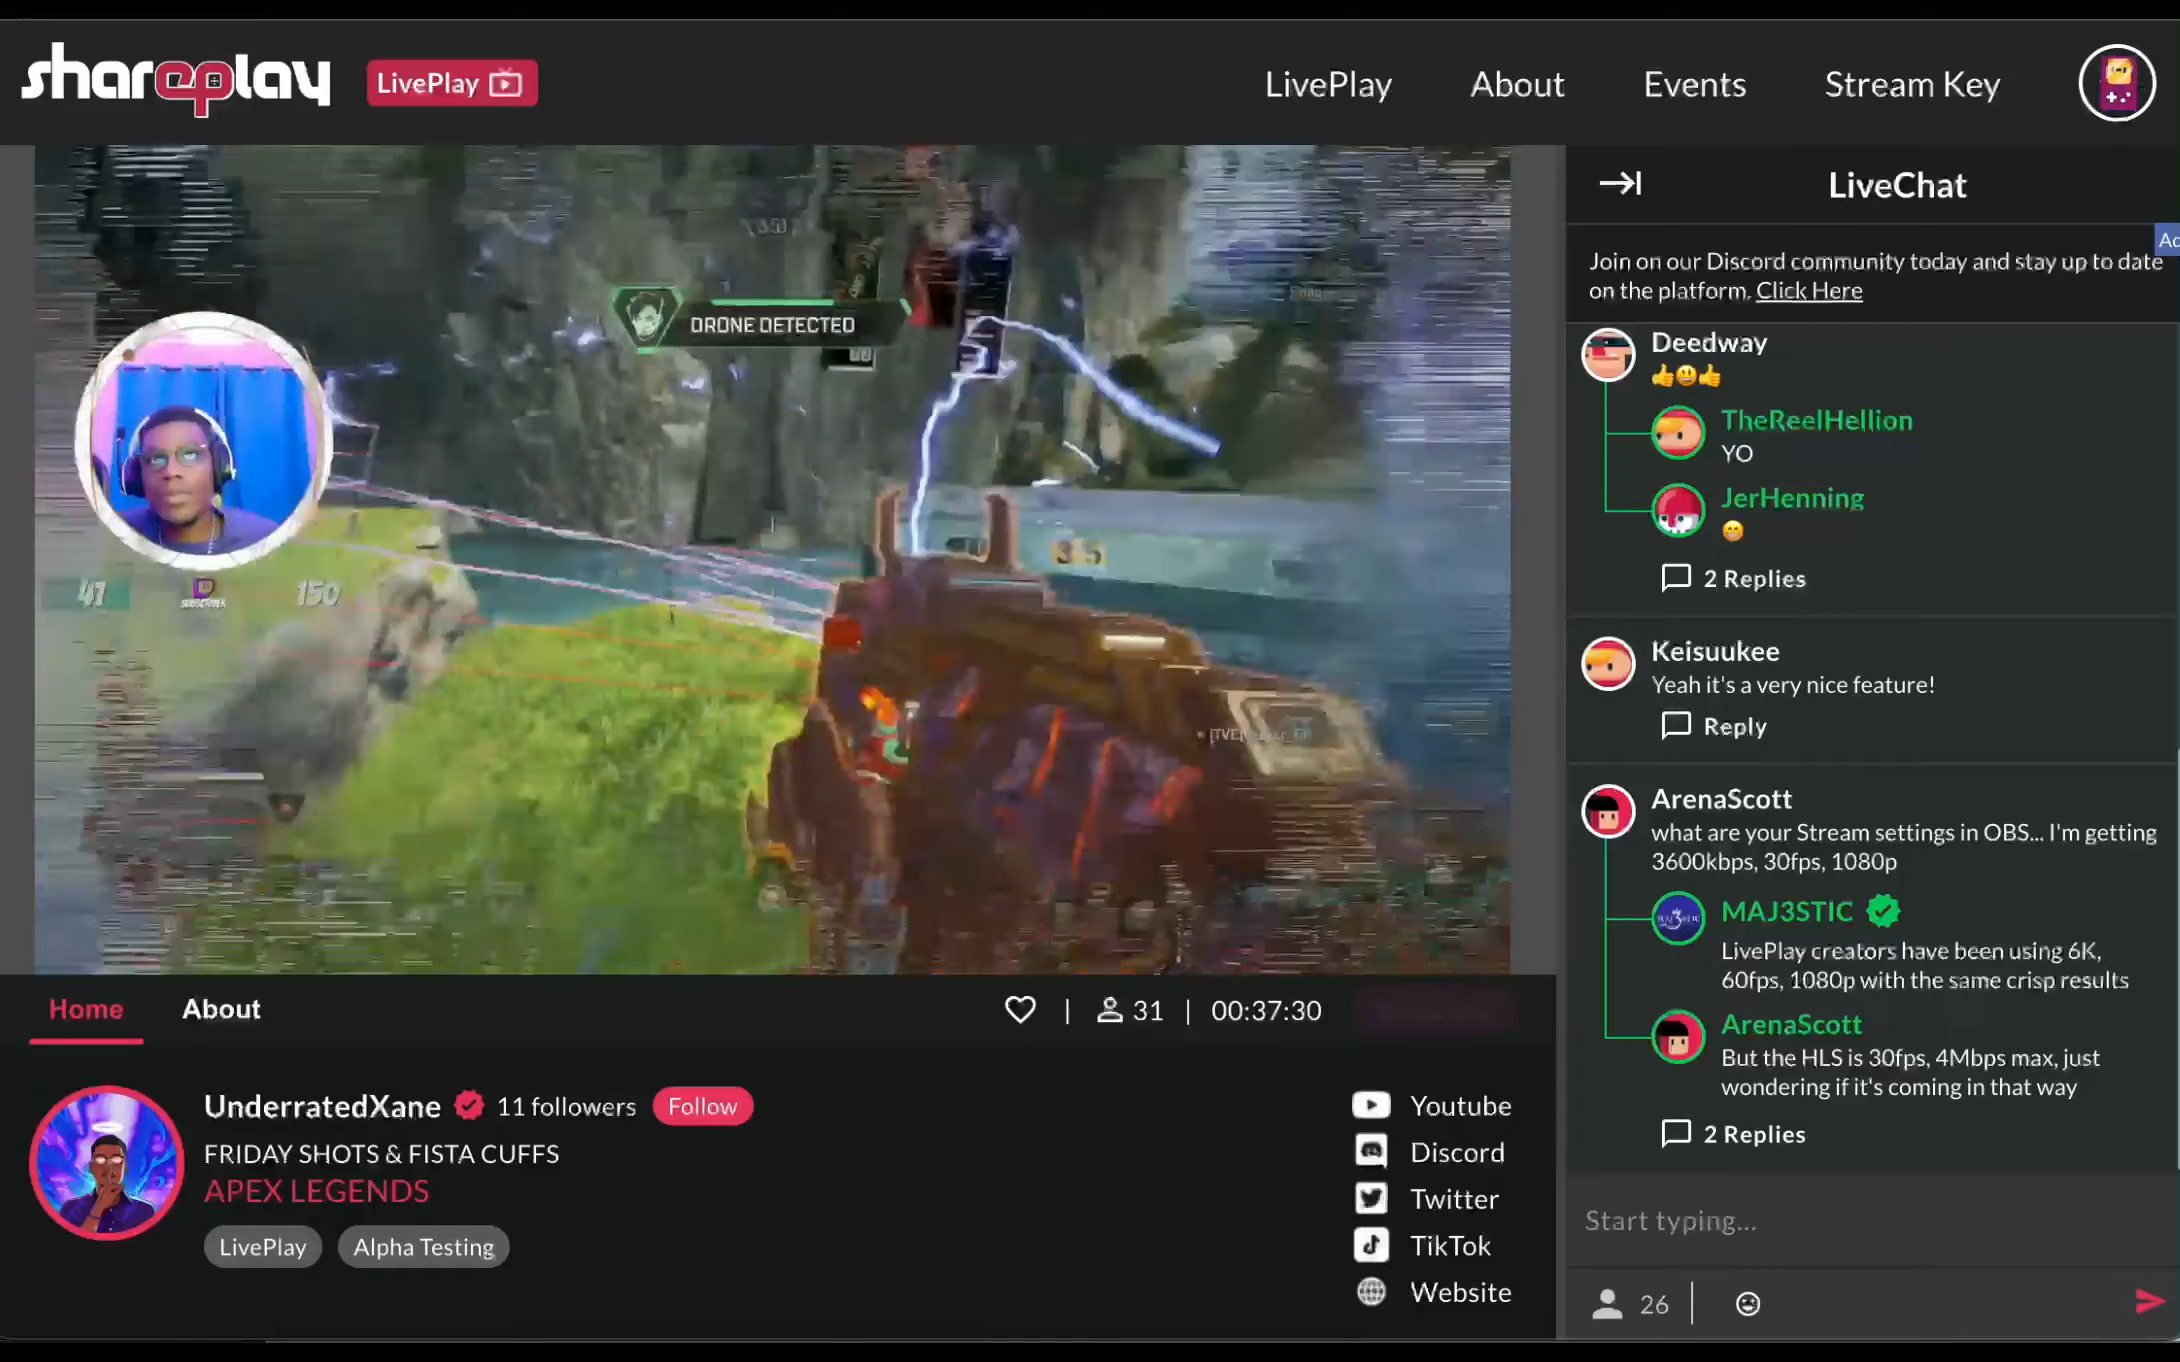 shareplay
LivePlay
LivePlay
About
Events
Stream Key
DRONE DETECTED
41
SUBSCRIBER
150
LiveChat
Join on our Discord community today and stay up to date
on the platform. Click Here
Deedway
👍😃👍
TheReelHellion
YO
JerHenning
😁
2 Replies
Keisuukee
Yeah it's a very nice feature!
Reply
ArenaScott
what are your Stream settings in OBS... I'm getting
3600kbps, 30fps, 1080p
MAJ3STIC
LivePlay creators have been using 6K,
60fps, 1080p with the same crisp results
ArenaScott
But the HLS is 30fps, 4Mbps max, just
wondering if it's coming in that way
2 Replies
Start typing...
26
Home
About
31
00:37:30
UnderratedXane
11 followers
Follow
FRIDAY SHOTS & FISTA CUFFS
APEX LEGENDS
LivePlay
Alpha Testing
Youtube
Discord
Twitter
TikTok
Website